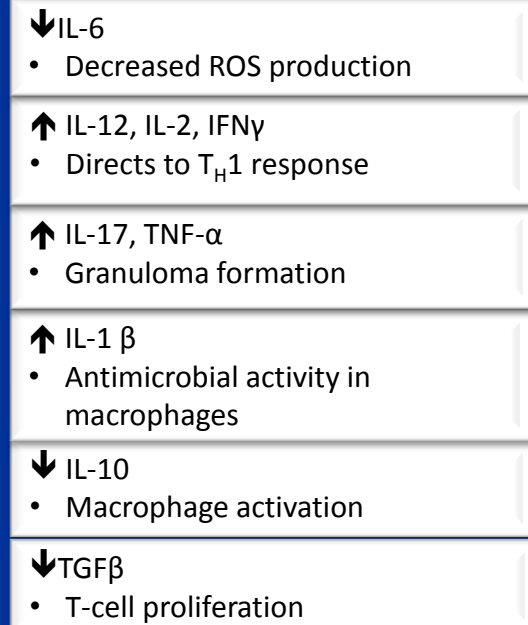 🡻IL-6
• Decreased ROS production
🡹 IL-12, IL-2, IFNγ
• Directs to TH1 response
🡹 IL-17, TNF-α
• Granuloma formation
🡹 IL-1 β
• Antimicrobial activity in
macrophages
🡻 IL-10
• Macrophage activation
🡻TGFβ
• T-cell proliferation